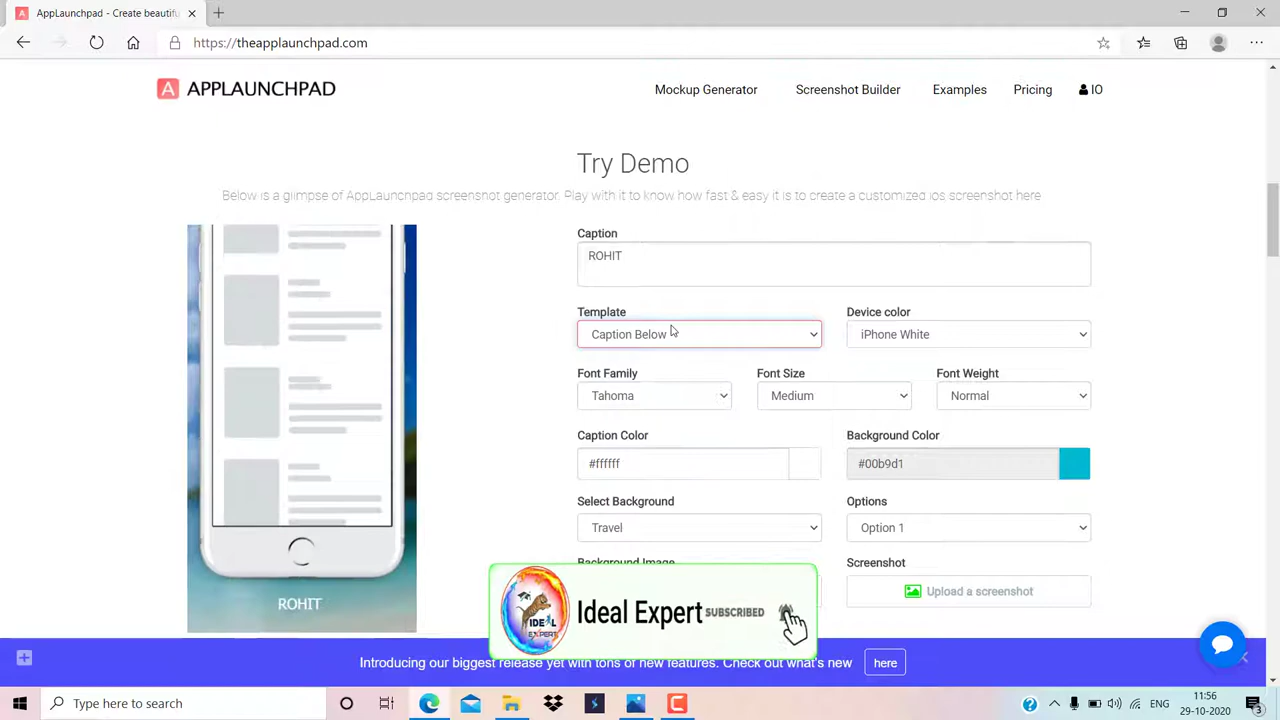 AppLaunchpad - Create beautifu
https://theapplaunchpad.com
A APPLAUNCHPAD
Mockup Generator Screenshot Builder Examples Pricing IO
Try Demo
Below is a glimpse of AppLaunchpad screenshot generator. Play with it to know how fast & easy it is to create a customized ios screenshot here
Caption
ROHIT
Template Device color
Caption Below iPhone White
Font Family Font Size Font Weight
Tahoma Medium Normal
Caption Color Background Color
#ffffff #00b9d1
Select Background Options
Travel Option 1
Background Image Screenshot
Upload a screenshot
ROHIT
IDEAL EXPERT
Ideal Expert SUBSCRIBED
Introducing our biggest release yet with tons of new features. Check out what's new here
Type here to search
ENG
11:56
29-10-2020
3